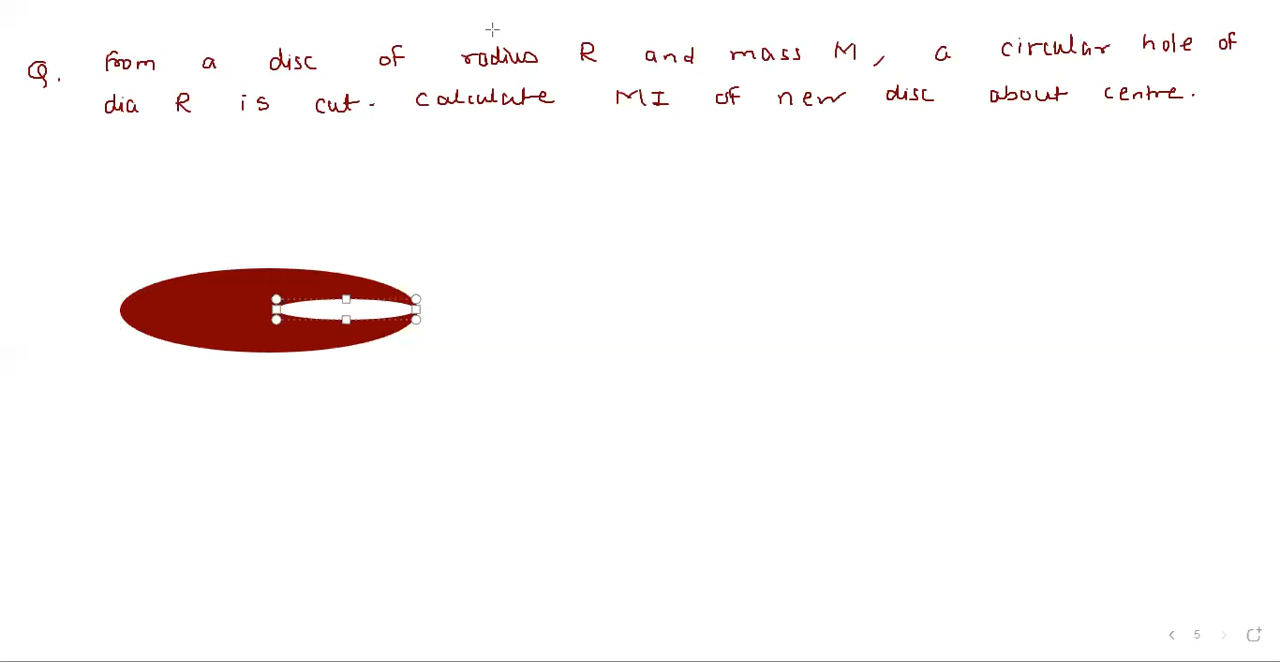 Q. from a disc of radius R and mass M, a circular hole of
dia R is cut. Calculate MI of new disc about centre.
5